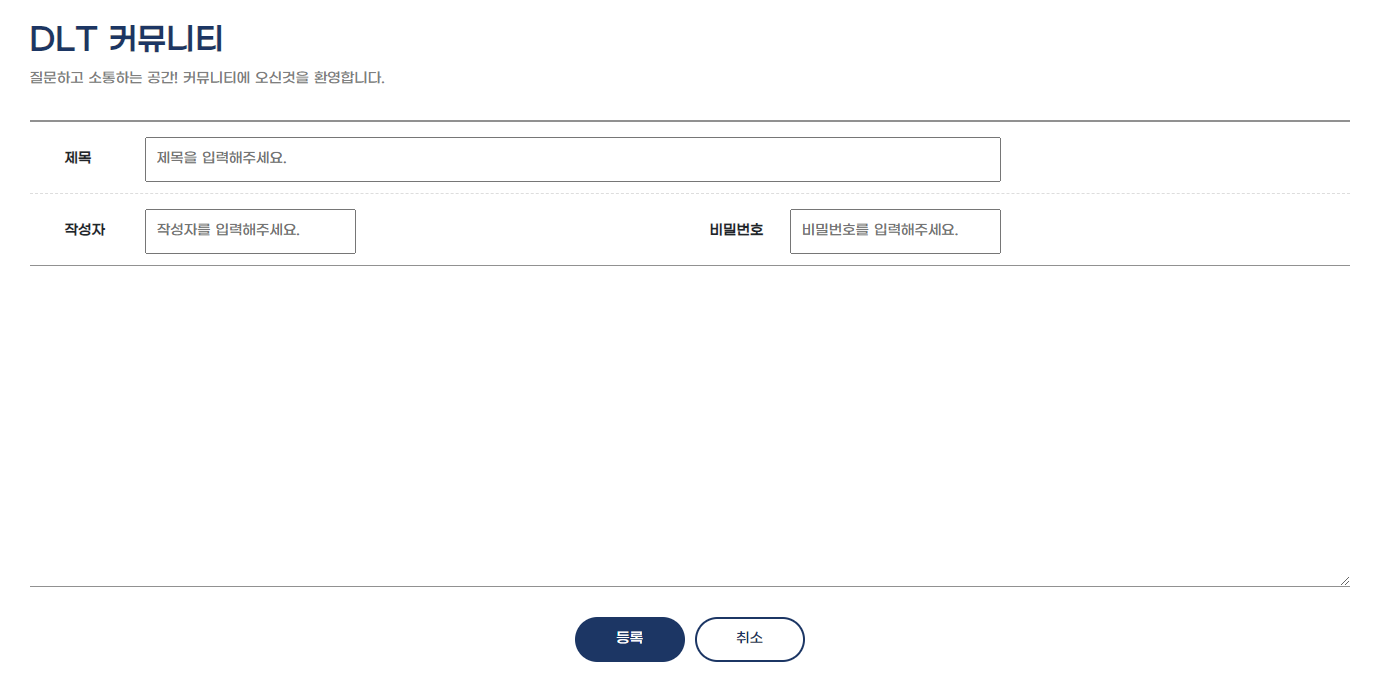 DLT 커뮤니티
질문하고 소통하는 공간! 커뮤니티에 오신것을 환영합니다.
제목 제목을 입력해주세요.
작성자 작성자를 입력해주세요. 비밀번호 비밀번호를 입력해주세요.
등록 취소